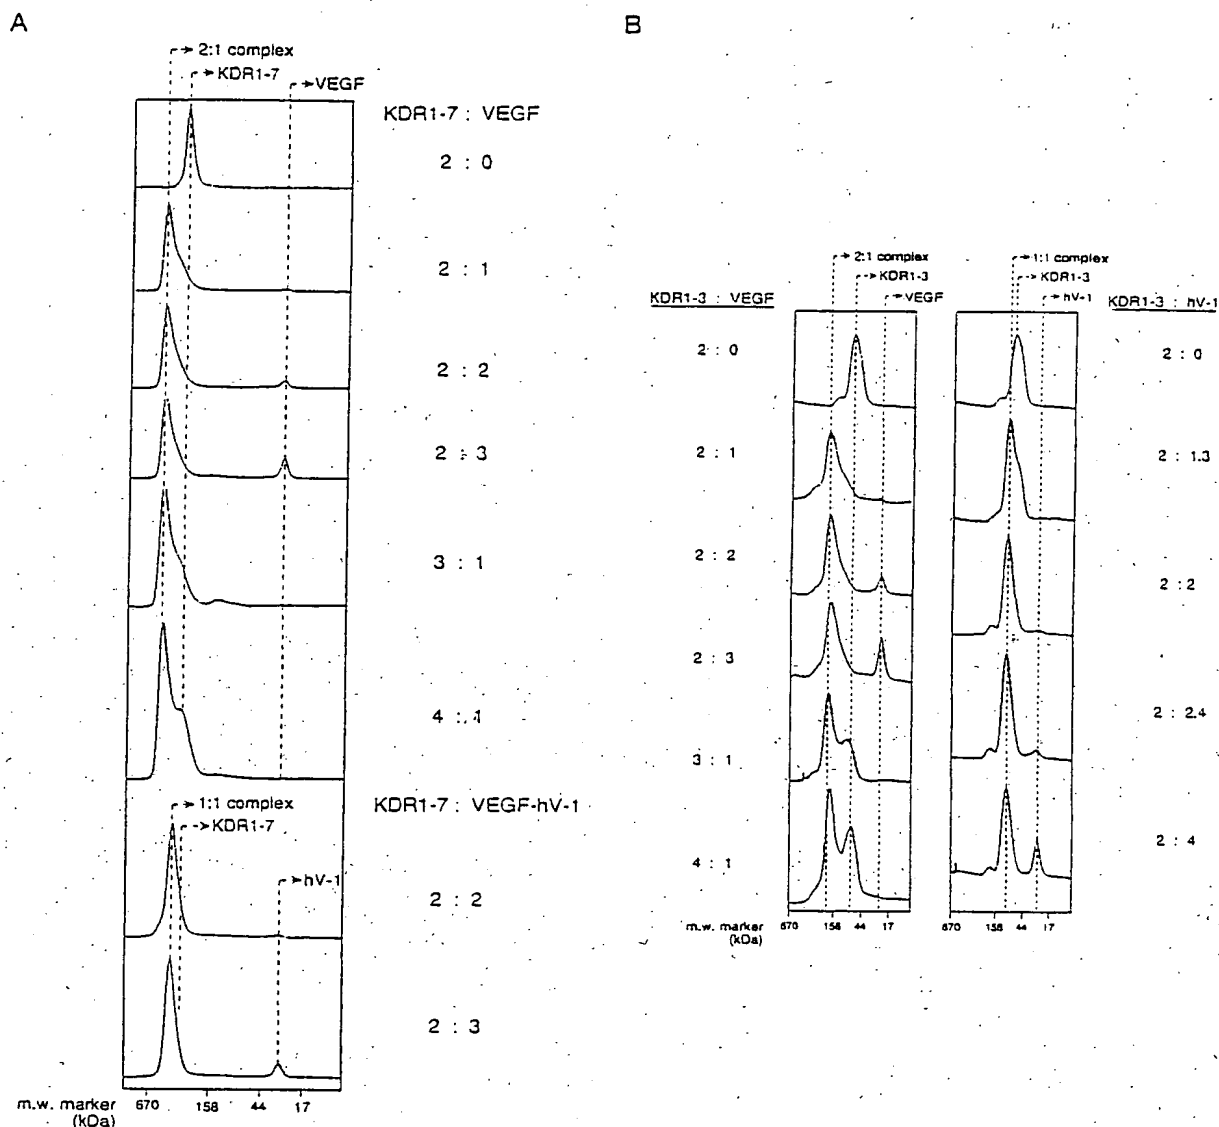 A
2:1 complex
KDR1-7
VEGF
KDR1-7 : VEGF
2 : 0
2 : 1
2 : 2
2 : 3
3 : 1
4 : 1
1:1 complex
KDR1-7
hV-1
KDR1-7 : VEGF-hV-1
2 : 2
2 : 3
m.w. marker
(kDa)
670 158 44 17
B
2:1 complex
KDR1-3
VEGF
KDR1-3 : VEGF
2 : 0
2 : 1
2 : 2
2 : 3
3 : 1
4 : 1
m.w. marker
(kDa)
670 158 44 17
1:1 complex
KDR1-3
hV-1
KDR1-3 : hV-1
2 : 0
2 : 1.3
2 : 2
2 : 2.4
2 : 4
670 158 44 17